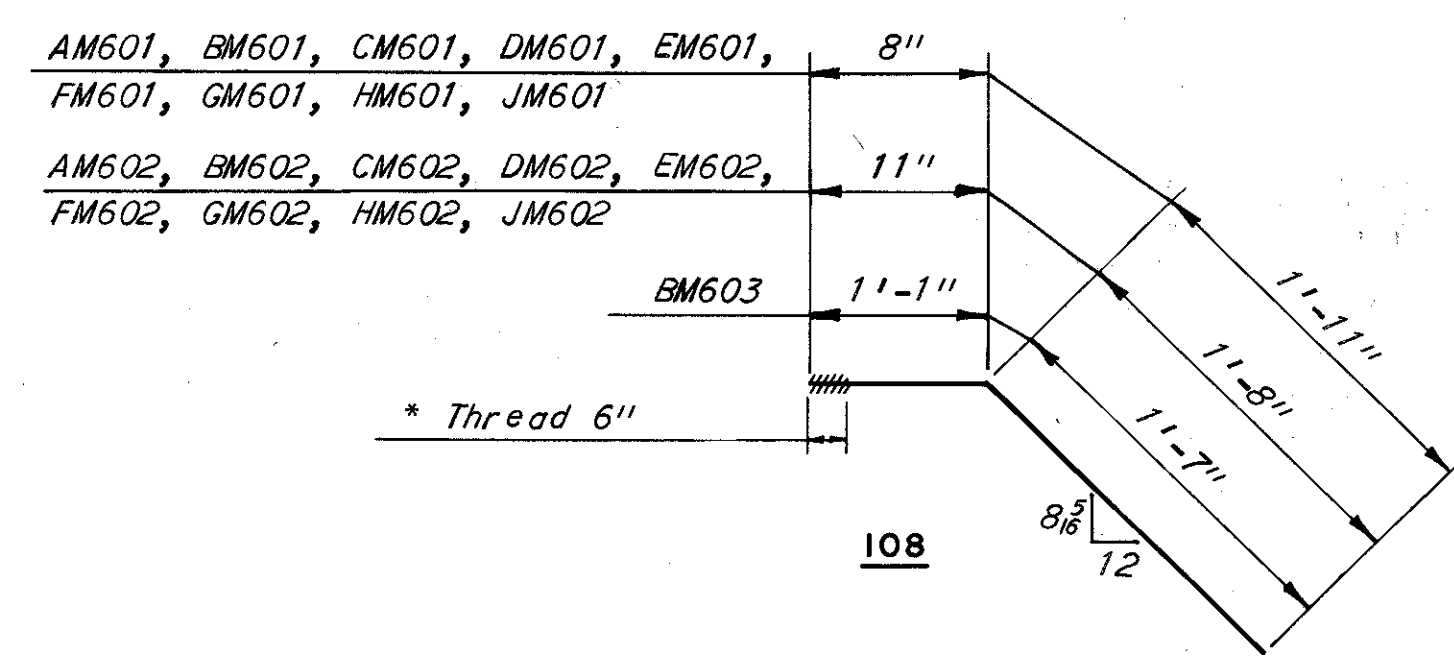 AM601, BM601, CM601, DM601, EM601, 8"
FM601, GM601, HM601, JM601
AM602, BM602, CM602, DM602, EM602, 11"
FM602, GM602, HM602, JM602
BM603 1'-1"
1'-11"
1'-8"
1'-7"
* Thread 6"
8 5/16
12
108